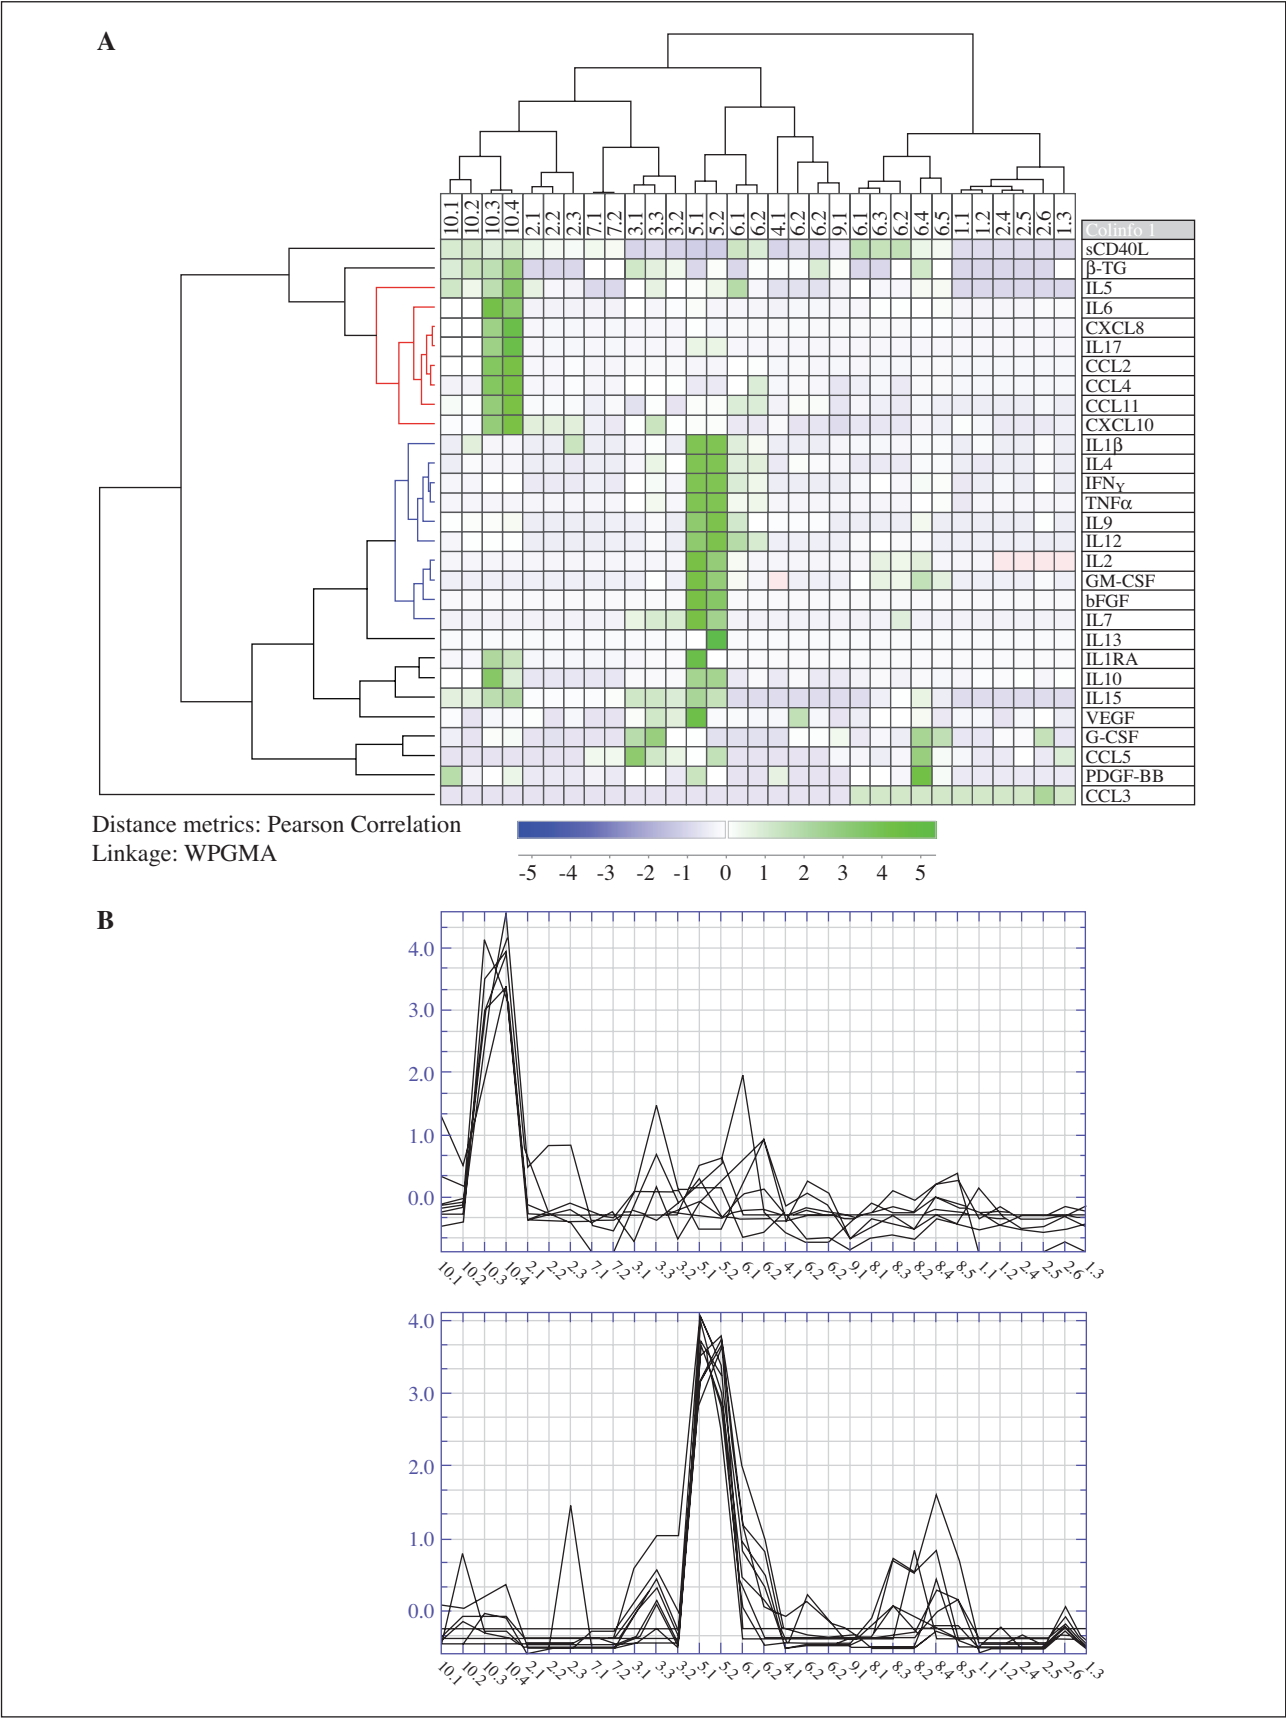 A
10.1 10.2 10.3 10.4 2.1 2.2 2.3 7.1 7.2 3.1 3.3 3.2 5.1 5.2 6.1 6.2 4.1 6.2 6.2 9.1 6.1 6.3 6.2 6.4 6.5 1.1 1.2 2.4 2.5 2.6 1.3
Colinfo 1
sCD40L
β-TG
IL5
IL6
CXCL8
IL17
CCL2
CCL4
CCL11
CXCL10
IL1β
IL4
IFNγ
TNFα
IL9
IL12
IL2
GM-CSF
bFGF
IL7
IL13
IL1RA
IL10
IL15
VEGF
G-CSF
CCL5
PDGF-BB
CCL3
Distance metrics: Pearson Correlation
Linkage: WPGMA
-5 -4 -3 -2 -1 0 1 2 3 4 5
B
4.0
3.0
2.0
1.0
0.0
10.1 10.2 10.3 10.4 2.1 2.2 2.3 7.1 7.2 3.1 3.3 3.2 5.1 5.2 6.1 6.2 4.1 6.2 6.2 9.1 8.1 8.3 8.2 8.4 8.5 1.1 1.2 2.4 2.5 2.6 1.3
4.0
3.0
2.0
1.0
0.0
10.1 10.2 10.3 10.4 2.1 2.2 2.3 7.1 7.2 3.1 3.3 3.2 5.1 5.2 6.1 6.2 4.1 6.2 6.2 9.1 8.1 8.3 8.2 8.4 8.5 1.1 1.2 2.4 2.5 2.6 1.3